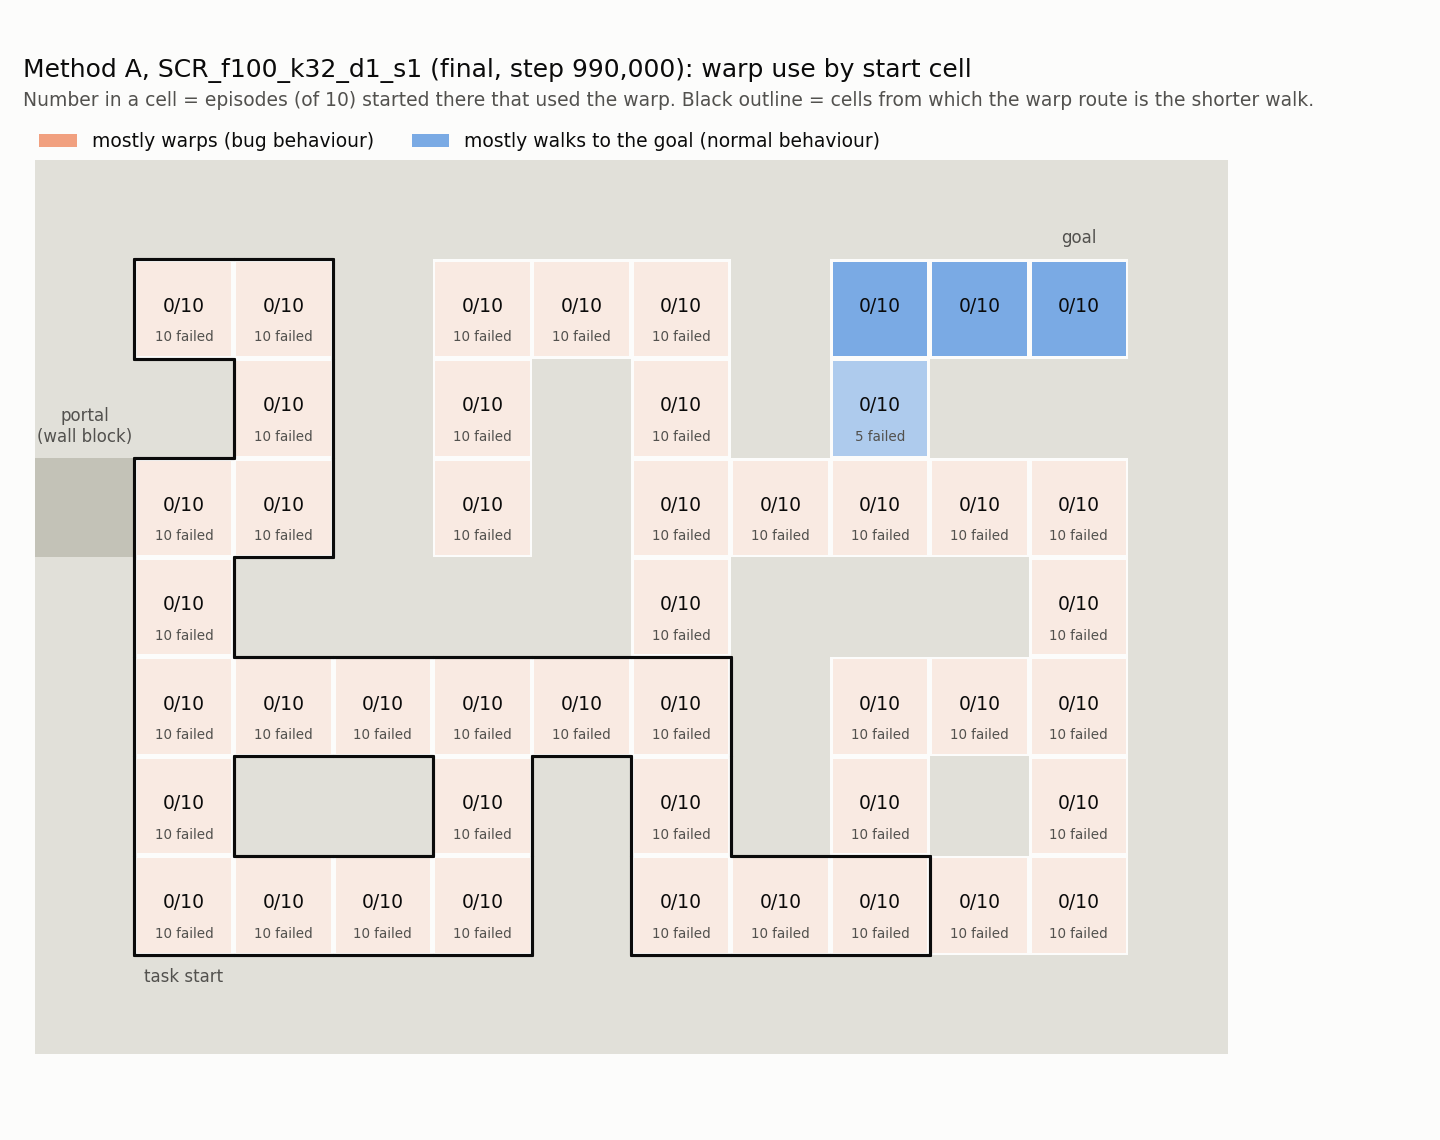 Method A, SCR_f100_k32_d1_s1 (final, step 990,000): warp use by start cell
Number in a cell = episodes (of 10) started there that used the warp. Black outline = cells from which the warp route is the shorter walk.
mostly warps (bug behaviour) mostly walks to the goal (normal behaviour)
goal
0/10 0/10 0/10 0/10 0/10 0/10 0/10 0/10
10 failed 10 failed 10 failed 10 failed 10 failed
0/10 0/10 0/10 0/10
portal
(wall block)
10 failed 10 failed 10 failed 5 failed
0/10 0/10 0/10 0/10 0/10 0/10 0/10 0/10
10 failed 10 failed 10 failed 10 failed 10 failed 10 failed 10 failed 10 failed
0/10 0/10 0/10
10 failed 10 failed 10 failed
0/10 0/10 0/10 0/10 0/10 0/10 0/10 0/10 0/10
10 failed 10 failed 10 failed 10 failed 10 failed 10 failed 10 failed 10 failed 10 failed
0/10 0/10 0/10 0/10 0/10
10 failed 10 failed 10 failed 10 failed 10 failed
0/10 0/10 0/10 0/10 0/10 0/10 0/10 0/10 0/10
10 failed 10 failed 10 failed 10 failed 10 failed 10 failed 10 failed 10 failed 10 failed
task start